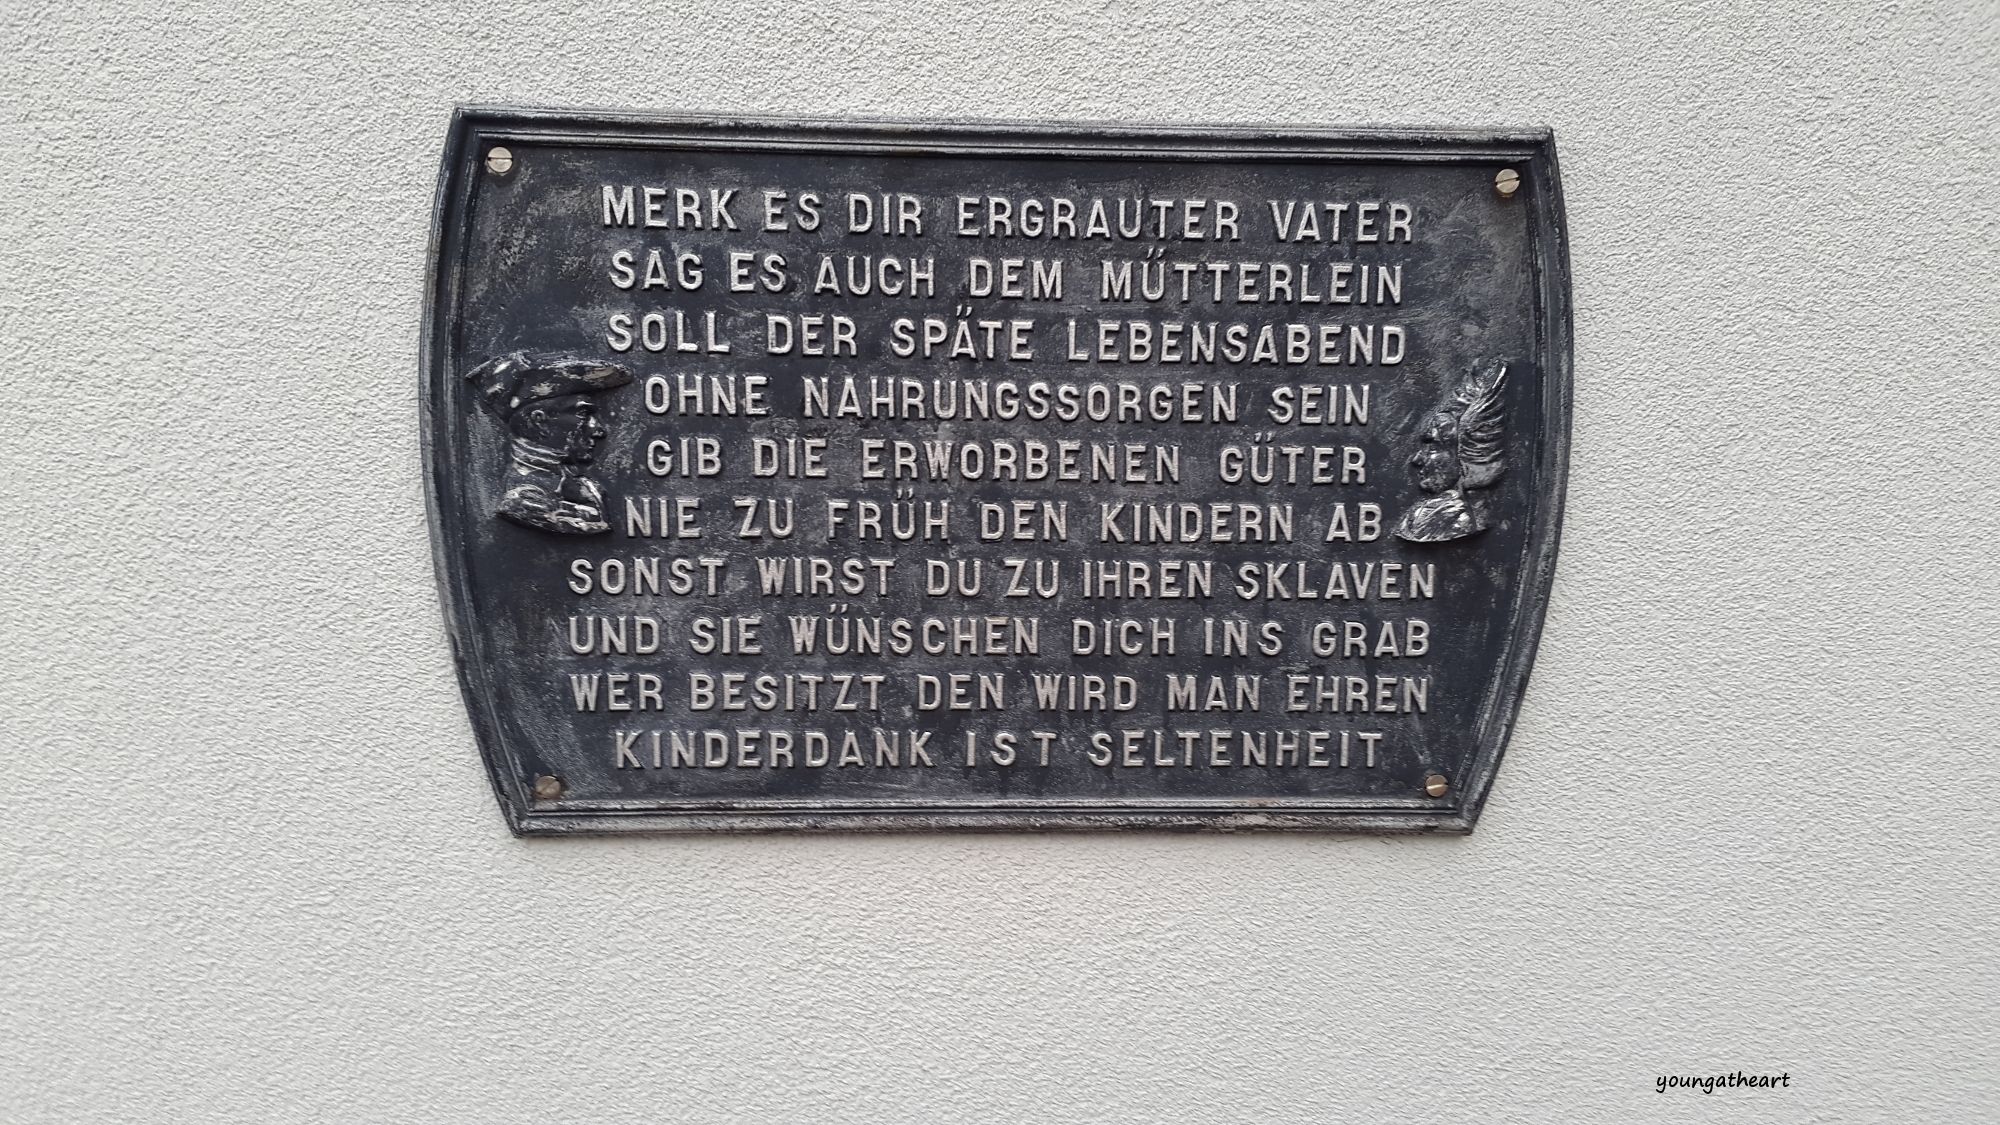 MERK ES DIR ERGRAUTER VATER
SAG ES AUCH DEM MÜTTERLEIN
SOLL DER SPÄTE LEBENSABEND
OHNE NAHRUNGSSORGEN SEIN
GIB DIE ERWORBENEN GÜTER
NIE ZU FRÜH DEN KINDERN AB
SONST WIRST DU ZU IHREN SKLAVEN
UND SIE WÜNSCHEN DICH INS GRAB
WER BESITZT DEN WIRD MAN EHREN
KINDERDANK IST SELTENHEIT
youngatheart